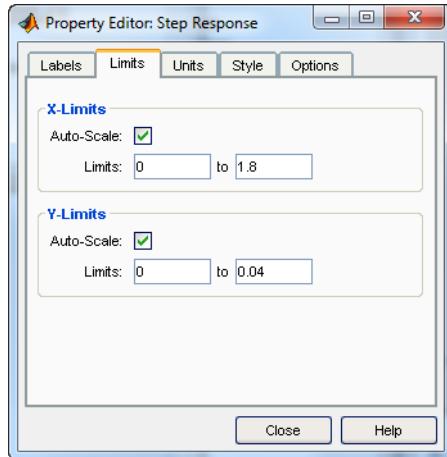 Property Editor: Step Response
Labels Limits Units Style Options
X-Limits
Auto-Scale:
Limits: 0 to 1.8
Y-Limits
Auto-Scale:
Limits: 0 to 0.04
Close Help